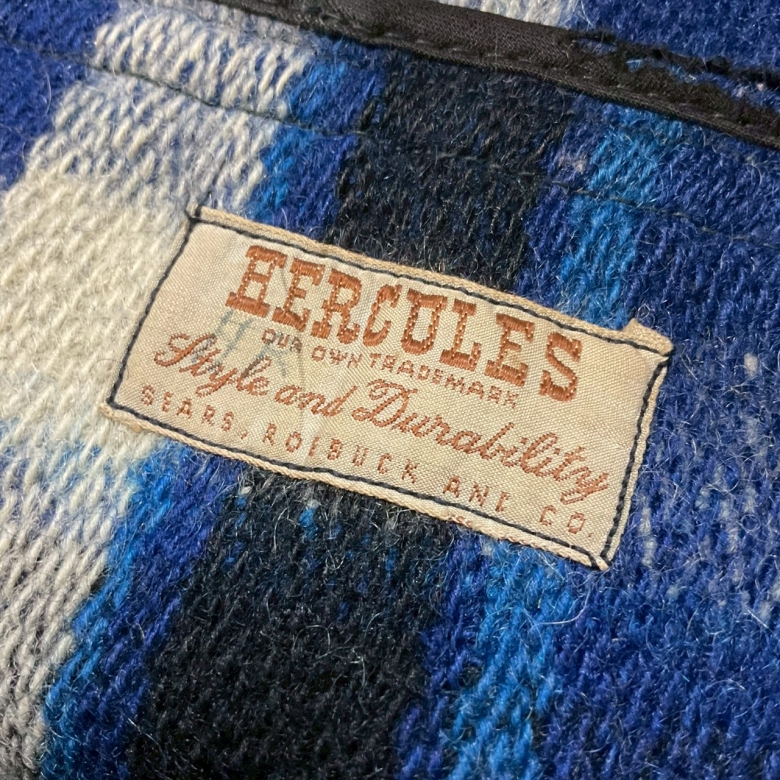 HERCULES
OUR OWN TRADEMARK
Style and Durability
SEARS, ROEBUCK AND CO.